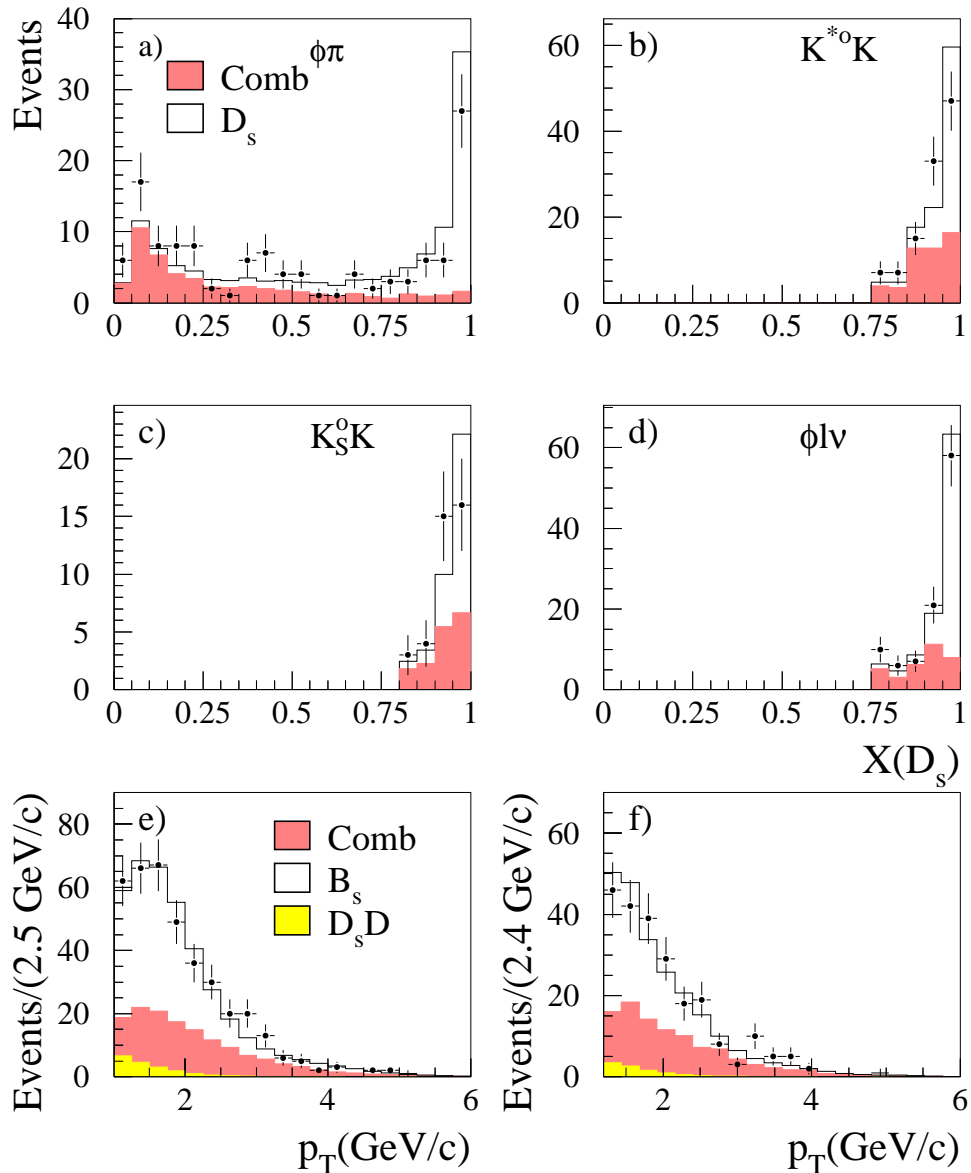 Events
a) ϕπ
Comb
D_s
40
30
20
10
0
0 0.25 0.5 0.75 1
b) K^{*o}K
60
40
20
0
0 0.25 0.5 0.75 1
c) K_S^oK
20
15
10
5
0
0 0.25 0.5 0.75 1
d) ϕlν
60
40
20
0
0 0.25 0.5 0.75 1
X(D_s)
Events/(2.5 GeV/c)
e)
Comb
B_s
D_sD
80
60
40
20
0
2 4 6
p_T(GeV/c)
Events/(2.4 GeV/c)
f)
60
40
20
0
2 4 6
p_T(GeV/c)